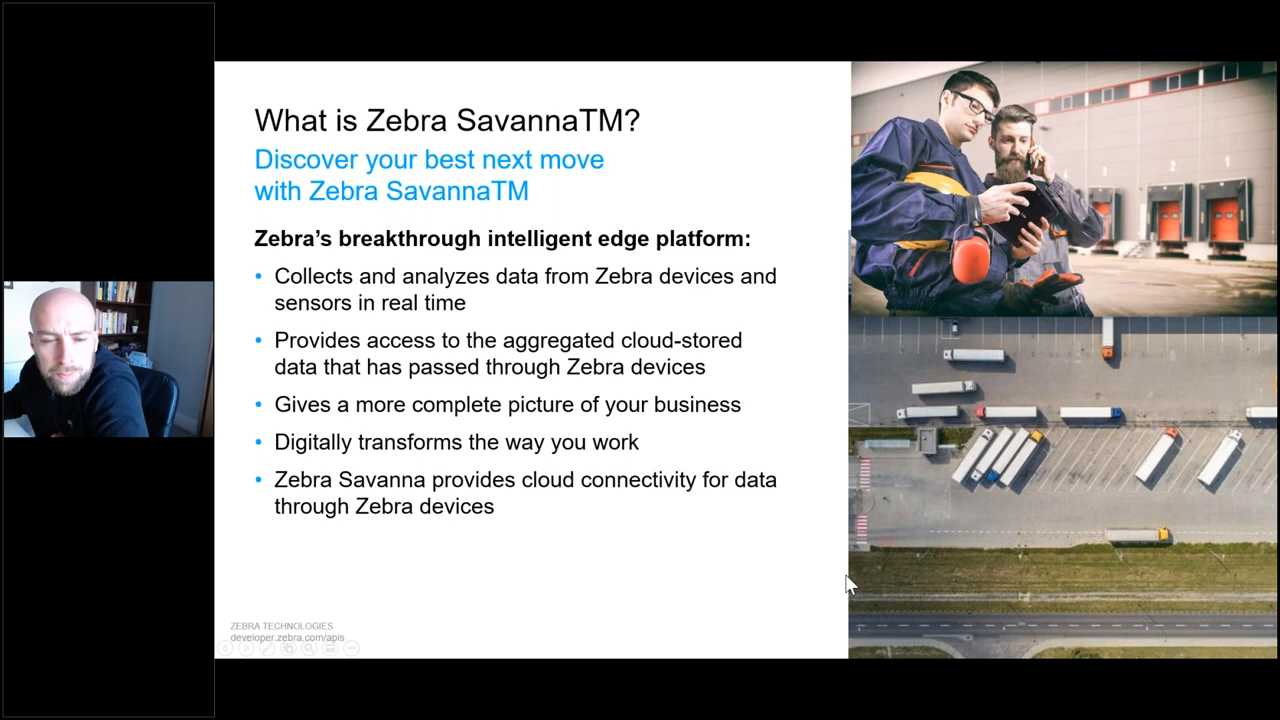 What is Zebra SavannaTM?
Discover your best next move
with Zebra SavannaTM
Zebra’s breakthrough intelligent edge platform:
• Collects and analyzes data from Zebra devices and
sensors in real time
• Provides access to the aggregated cloud-stored
data that has passed through Zebra devices
• Gives a more complete picture of your business
• Digitally transforms the way you work
• Zebra Savanna provides cloud connectivity for data
through Zebra devices
ZEBRA TECHNOLOGIES
developer.zebra.com/apis
3 2 1